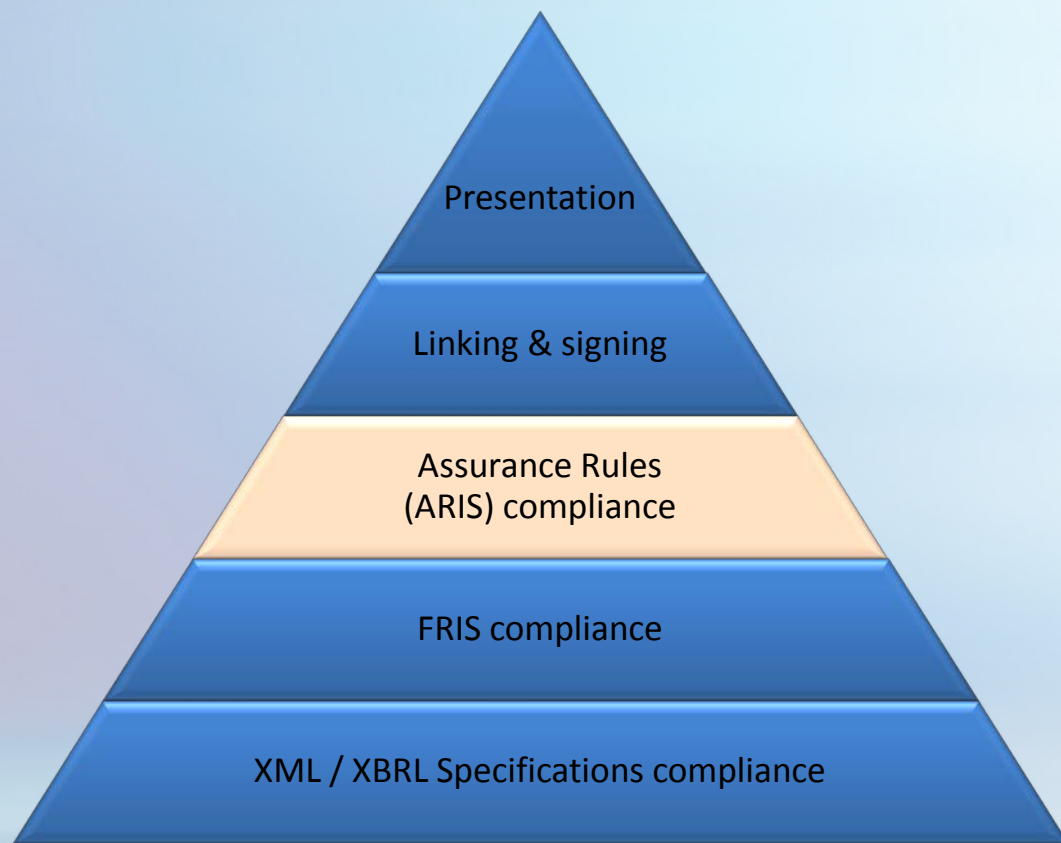 Presentation
Linking & signing
Assurance Rules
(ARIS) compliance
FRIS compliance
XML / XBRL Specifications compliance